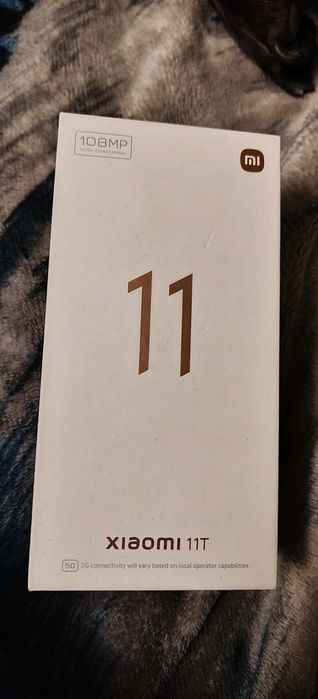 108MP
ULTRA-CLEAR CAMERA
mi
11
xiaomi 11T
5G 5G connectivity will vary based on local operator capabilities